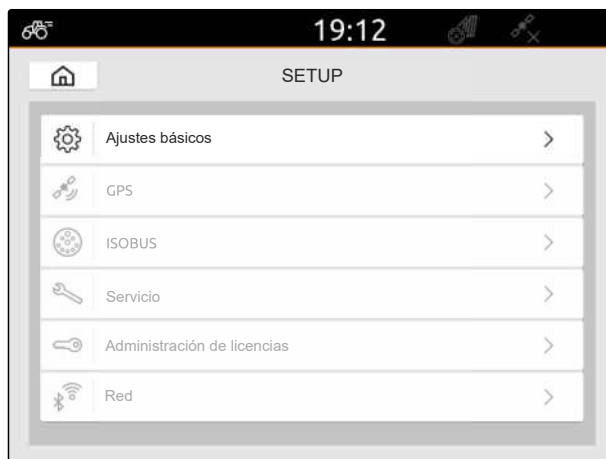 19:12
SETUP
Ajustes básicos
GPS
ISOBUS
Servicio
Administración de licencias
Red